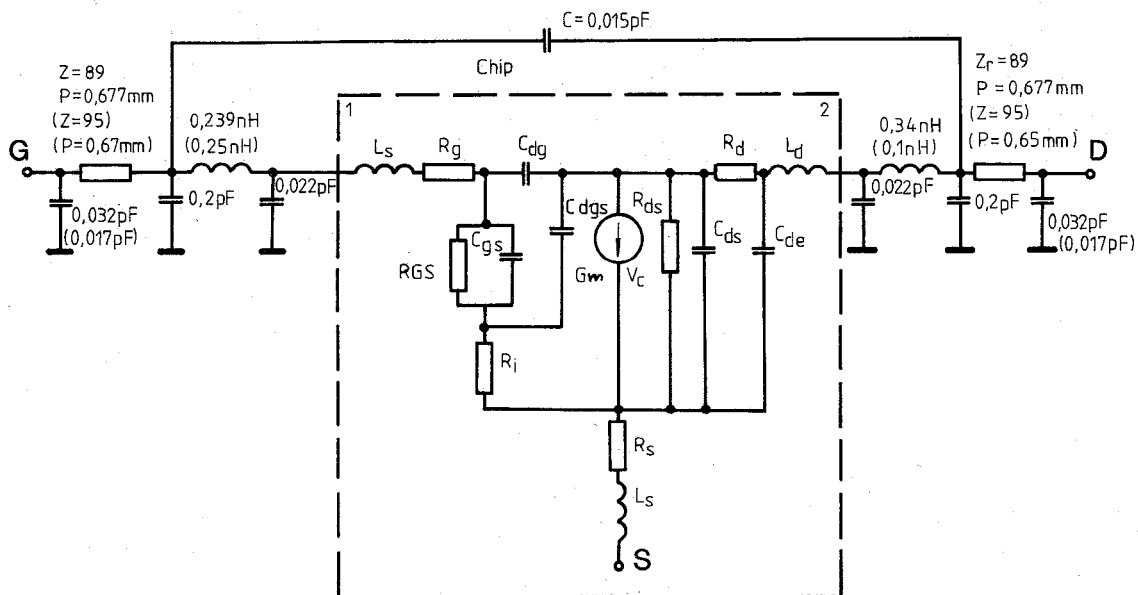 C=0,015pF
Chip
Z=89
P=0,677mm
(Z=95)
(P=0,67mm)
Zr=89
P=0,677mm
(Z=95)
(P=0,65mm)
0,239nH
(0,25nH)
0,34nH
(0,1nH)
1
2
G
D
Ls
Rg
Cdg
Rd
Ld
0,032pF
(0,017pF)
0,2pF
0,022pF
Cdgs
Rds
Cds
Cde
0,022pF
0,2pF
0,032pF
(0,017pF)
RGS
Cgs
Gm
Vc
Ri
Rs
Ls
S